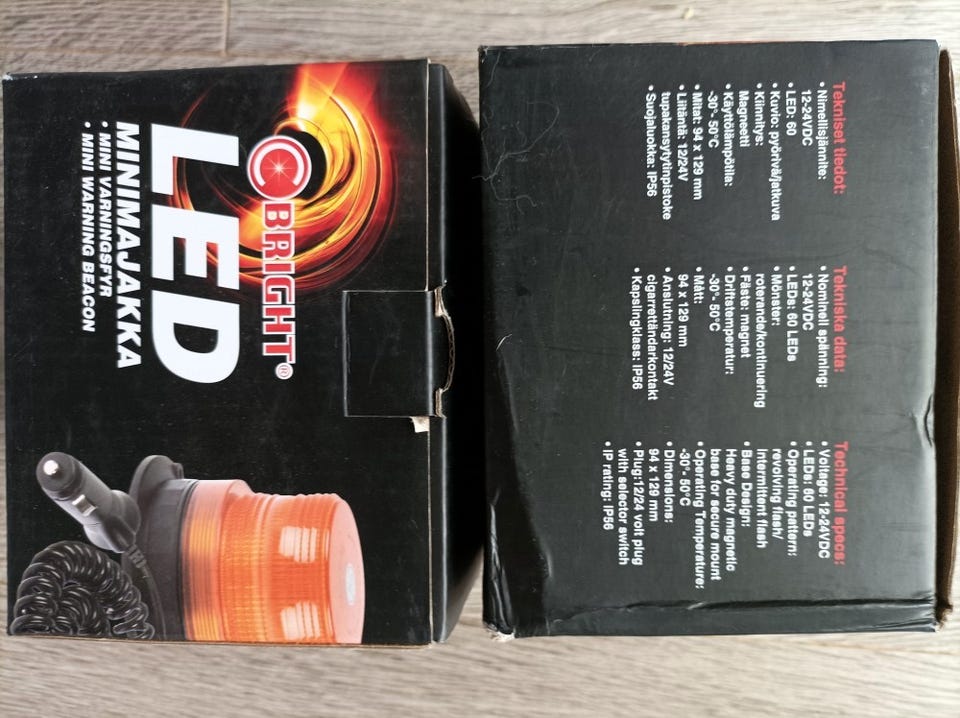 CBRIGHT®
LED
MINIMAJAKKA
• MINI VARNINGSFYR
• MINI WARNING BEACON
Tekniset tiedot:
• Nimellisjännite:
12-24VDC
• LED: 60
• Kuvio: pyörivä/jatkuva
• Kiinnitys:
Magneetti
• Käyttölämpötila:
-30°- 50°C
• Mitat: 94 x 129 mm
• Liitäntä: 12/24V
tupakansytytinpistoke
• Suojaluokka: IP56
Tekniska data:
• Nominell spänning:
12-24VDC
• LEDs: 60 LEDs
• Mönster:
roterande/kontinuering
• Fäste: magnet
• Driftstemperatur:
-30°- 50°C
• Mått:
94 x 129 mm
• Anslutning: 12/24V
cigarrettändarkontakt
• Kapslingklass: IP56
Technical specs:
• Voltage: 12-24VDC
• LEDs: 60 LEDs
• Operating pattern:
revolving flash/
intermittent flash
• Base Design:
Heavy duty magnetic
base for secure mount
• Operating Temperature:
-30°- 50°C
• Dimensions:
94 x 129 mm
• Plug:12/24 volt plug
with selector switch
• IP rating: IP56